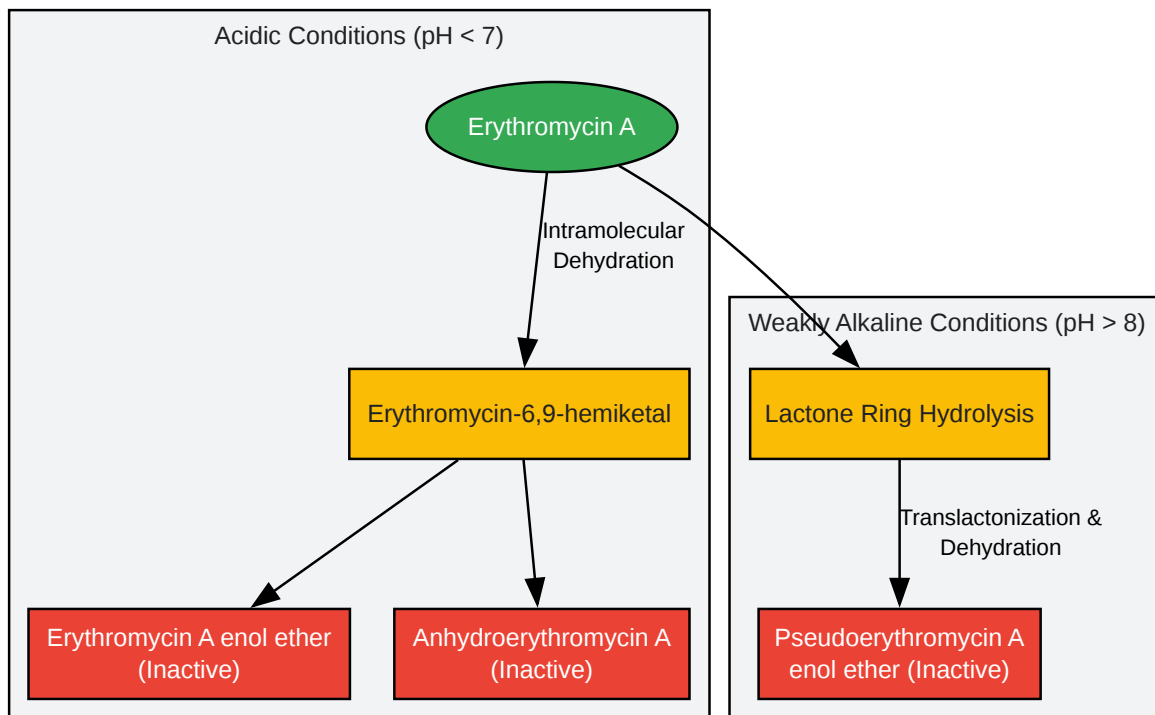 Acidic Conditions (pH < 7)
Erythromycin A
Intramolecular
Dehydration
Weakly Alkaline Conditions (pH > 8)
Erythromycin-6,9-hemiketal
Lactone Ring Hydrolysis
Translactonization &
Dehydration
Erythromycin A enol ether
(Inactive)
Anhydroerythromycin A
(Inactive)
Pseudoerythromycin A
enol ether (Inactive)